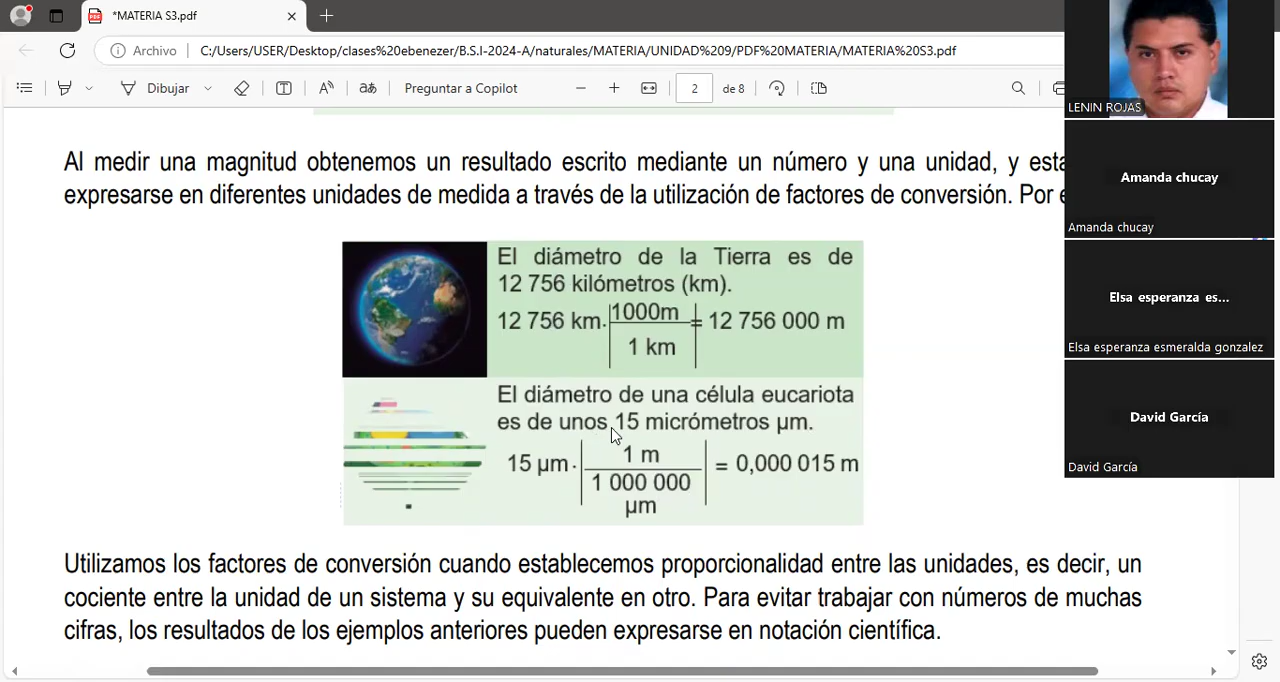 *MATERIA S3.pdf
Archivo
C:/Users/USER/Desktop/clases%20ebenezer/B.S.I-2024-A/naturales/MATERIA/UNIDAD%209/PDF%20MATERIA/MATERIA%20S3.pdf
Dibujar
Preguntar a Copilot
2
de 8
LENIN ROJAS
Al medir una magnitud obtenemos un resultado escrito mediante un número y una unidad, y
expresarse en diferentes unidades de medida a través de la utilización de factores de conversión. Por
Amanda chucay
Amanda chucay
El diámetro de la Tierra es de
12 756 kilómetros (km).
12 756 km. 1000m = 12 756 000 m
1 km
Elsa esperanza es...
Elsa esperanza esmeralda gonzalez
El diámetro de una célula eucariota
es de unos 15 micrómetros µm.
15 µm · 1 m = 0,000 015 m
1 000 000
µm
David García
David García
Utilizamos los factores de conversión cuando establecemos proporcionalidad entre las unidades, es decir, un
cociente entre la unidad de un sistema y su equivalente en otro. Para evitar trabajar con números de muchas
cifras, los resultados de los ejemplos anteriores pueden expresarse en notación científica.